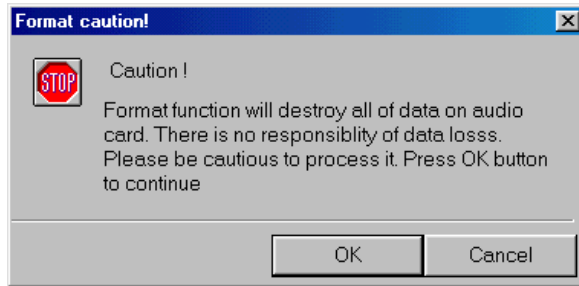 Format caution!
STOP
Caution !
Format function will destroy all of data on audio
card. There is no responsiblity of data losss.
Please be cautious to process it. Press OK button
to continue
OK
Cancel